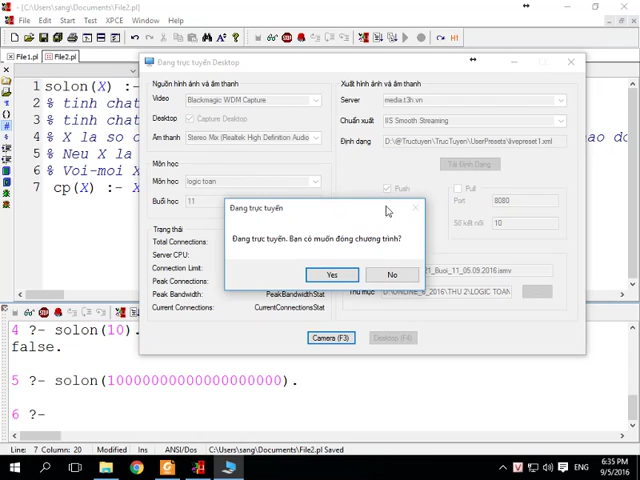 C:\Users\sang\Documents\File2.pl
File Edit Start Test XPCE Window Help
File1.pl File2.pl
1 solon(X) :-
2 % tinh chat
3 % tinh chat
4 % X la so c
5 % Neu X la
6 % Voi-moi X
7 cp(X) :- X
Đang trực tuyến Desktop
Nguồn hình ảnh và âm thanh
Video Blackmagic WDM Capture
Desktop Capture Desktop
Âm thanh Stereo Mix (Realtek High Definition Audio
Môn học
Môn học logic toan
Buổi học 11
Trạng thái
Total Connections:
Server CPU:
Connection Limit:
Peak Connections:
Peak Bandwidth: PeakBandwidthStat
Current Connections: CurrentConnectionsStat
Xuất hình ảnh và âm thanh
Server media.t3h.vn
Chuẩn xuất IIS Smooth Streaming
Định dạng D:\@Tructuyen\TrucTuyen\UserPresets\livepreset1.xml
Tải Định Dạng
Push Pull
Port 8080
Số kết nối 10
21_Buoi_11_05.09.2016.ismv
Thư mục D:\ONLINE_6_2016\THU 2\LOGIC TOAN
Camera (F3) Desktop (F4)
Đang trực tuyến
Đang trực tuyến. Bạn có muốn đóng chương trình?
Yes No
ao do
4 ?- solon(10).
false.
5 ?- solon(10000000000000000000).
6 ?-
Line: 7 Column: 20 Modified Ins ANSI/Dos C:\Users\sang\Documents\File2.pl Saved
ENG 6:35 PM
9/5/2016